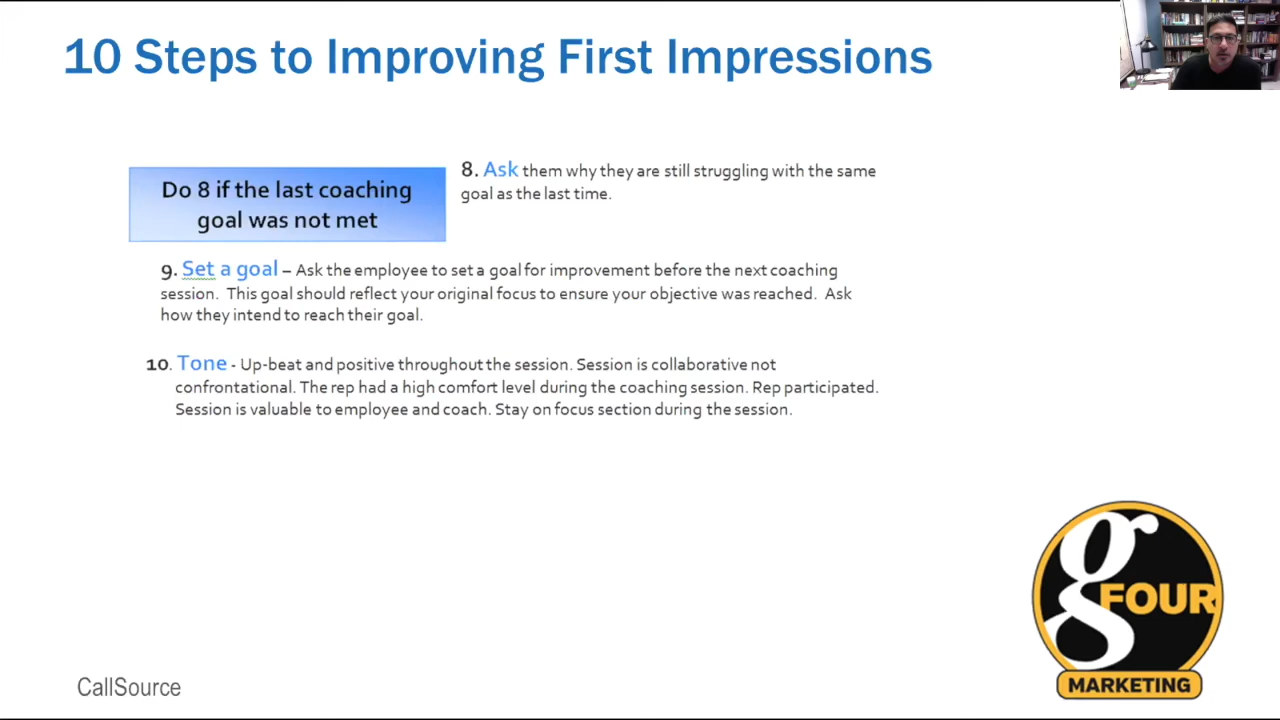 10 Steps to Improving First Impressions
Do 8 if the last coaching
goal was not met
8. Ask them why they are still struggling with the same
goal as the last time.
9. Set a goal – Ask the employee to set a goal for improvement before the next coaching
session. This goal should reflect your original focus to ensure your objective was reached. Ask
how they intend to reach their goal.
10. Tone - Up-beat and positive throughout the session. Session is collaborative not
confrontational. The rep had a high comfort level during the coaching session. Rep participated.
Session is valuable to employee and coach. Stay on focus section during the session.
g FOUR
MARKETING
CallSource